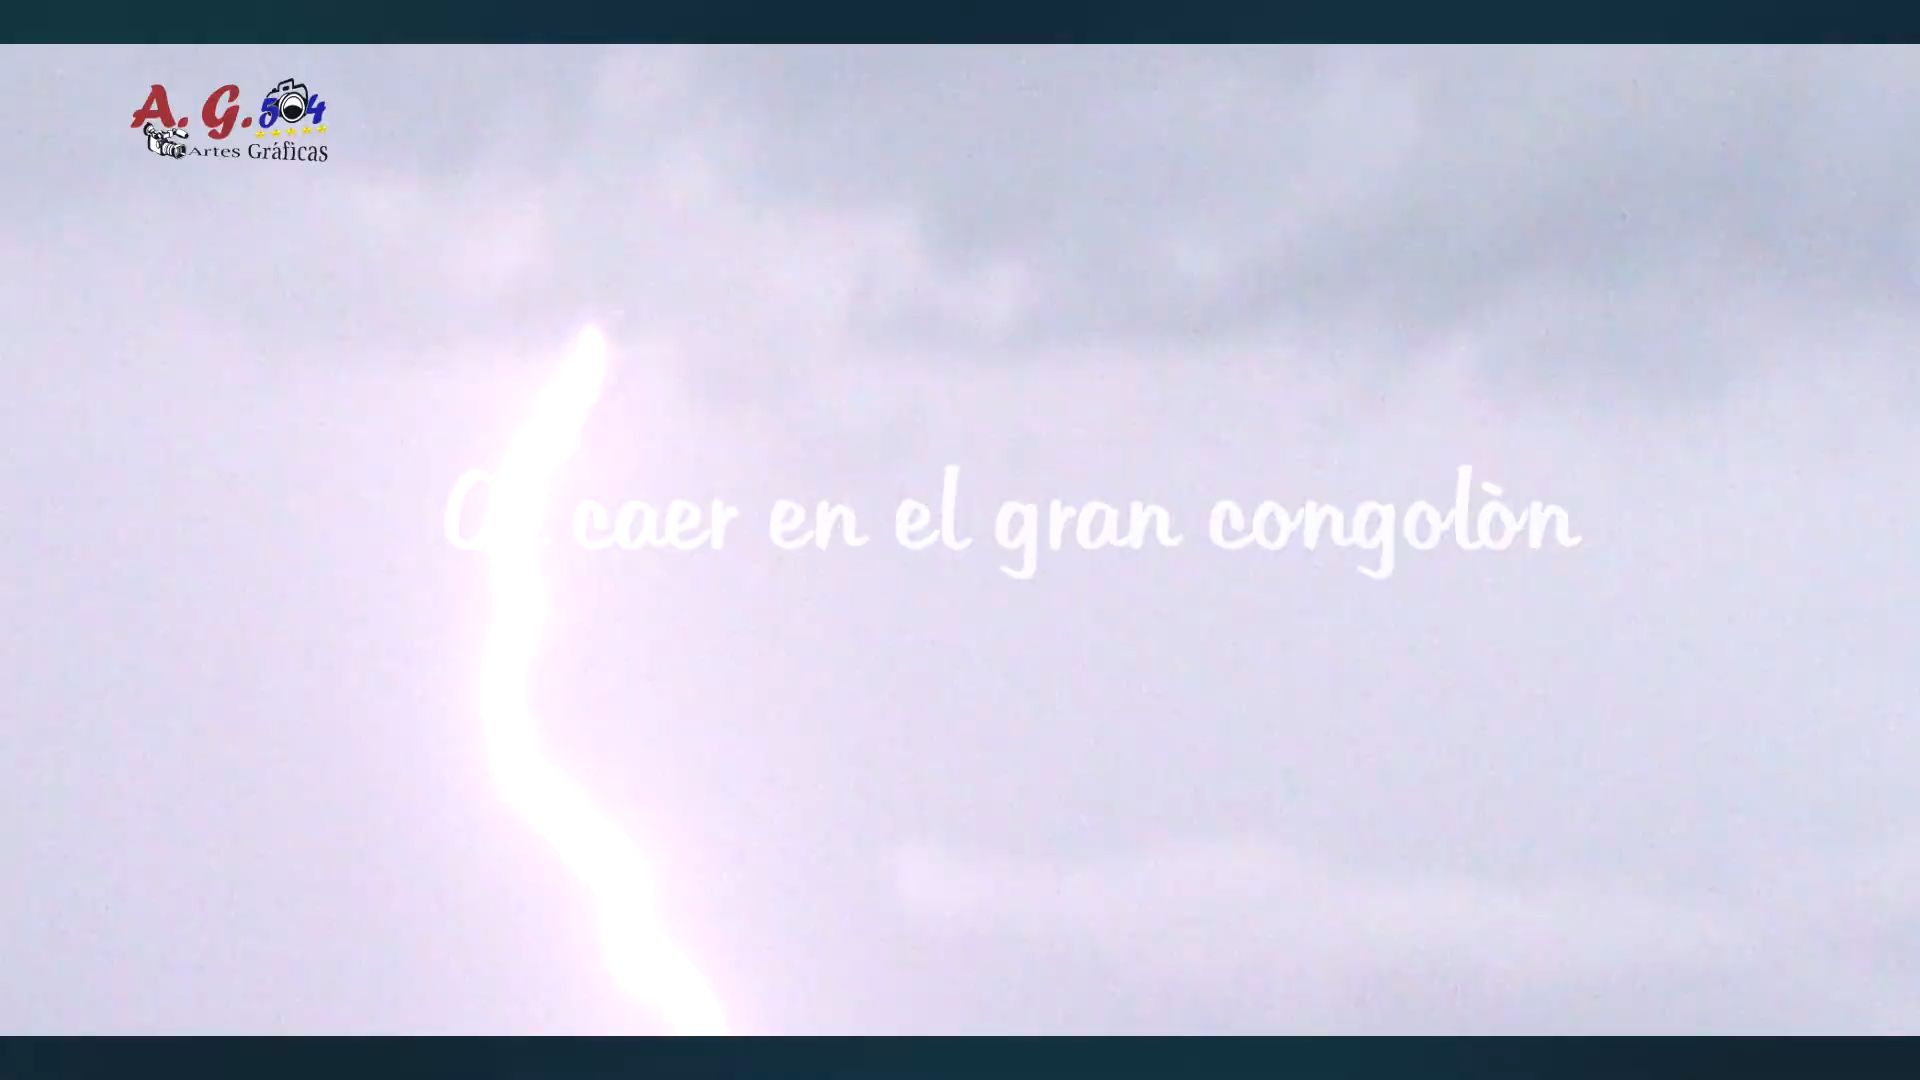 A. G. 504
Artes Gráficas
caer en el gran congolòn